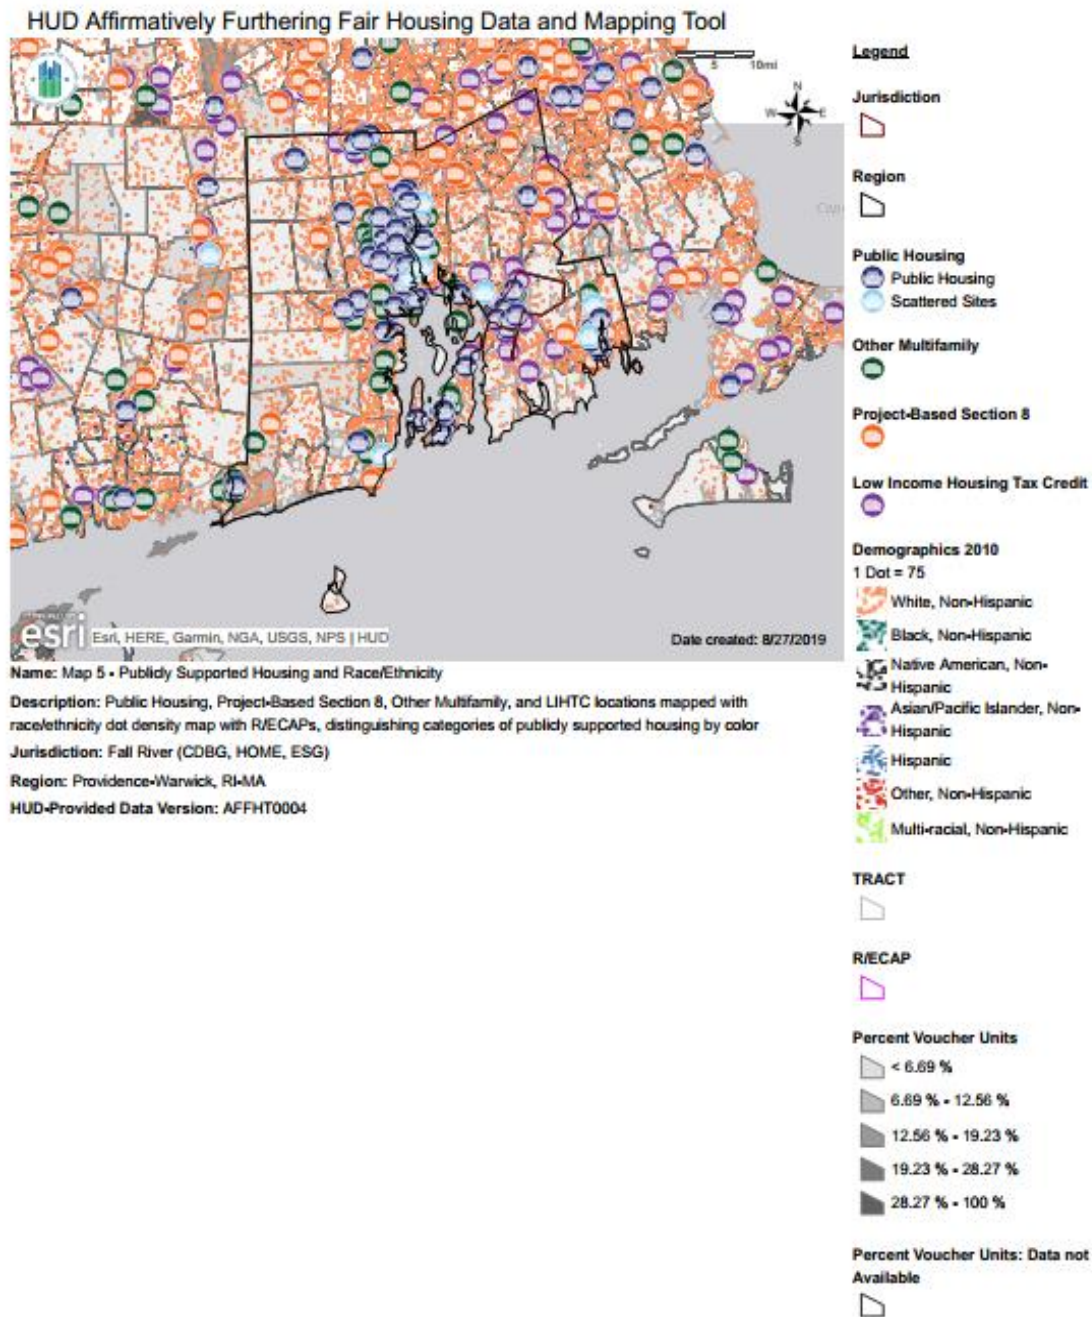 HUD Affirmatively Furthering Fair Housing Data and Mapping Tool
5 10mi
N
W E
S
esri Esri, HERE, Garmin, NGA, USGS, NPS | HUD
Date created: 8/27/2019
Name: Map 5 - Publicly Supported Housing and Race/Ethnicity
Description: Public Housing, Project-Based Section 8, Other Multifamily, and LIHTC locations mapped with
race/ethnicity dot density map with R/ECAPs, distinguishing categories of publicly supported housing by color
Jurisdiction: Fall River (CDBG, HOME, ESG)
Region: Providence-Warwick, RI-MA
HUD-Provided Data Version: AFFHT0004
Legend
Jurisdiction
Region
Public Housing
Public Housing
Scattered Sites
Other Multifamily
Project-Based Section 8
Low Income Housing Tax Credit
Demographics 2010
1 Dot = 75
White, Non-Hispanic
Black, Non-Hispanic
Native American, Non-
Hispanic
Asian/Pacific Islander, Non-
Hispanic
Hispanic
Other, Non-Hispanic
Multi-racial, Non-Hispanic
TRACT
R/ECAP
Percent Voucher Units
< 6.69 %
6.69 % - 12.56 %
12.56 % - 19.23 %
19.23 % - 28.27 %
28.27 % - 100 %
Percent Voucher Units: Data not
Available